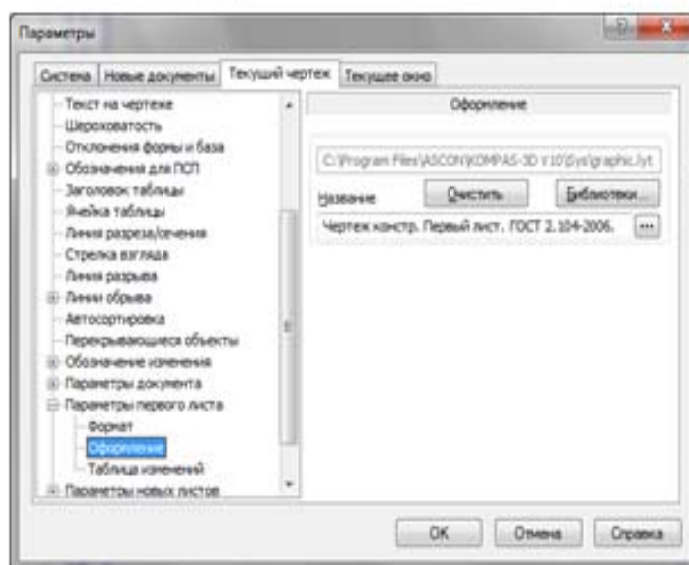 Параметры
Система Новые документы Текущий чертеж Текущее окно
Текст на чертеже
Шероховатость
Отклонения формы и база
Обозначения для ПСП
Заголовок таблицы
Ячейка таблицы
Линия разреза/сечения
Стрелка взгляда
Линия разрыва
Линии обрыва
Автосортировка
Перекрывающиеся объекты
Обозначение изменения
Параметры документа
Параметры первого листа
Формат
Оформление
Таблица изменений
Параметры новых листов
Оформление
C:\Program Files\ASCON\KOMPAS-3D V10\Sys\graphic.lyt
Название Очистить Библиотеки...
Чертеж констр. Первый лист. ГОСТ 2.104-2006. ...
OK Отмена Справка